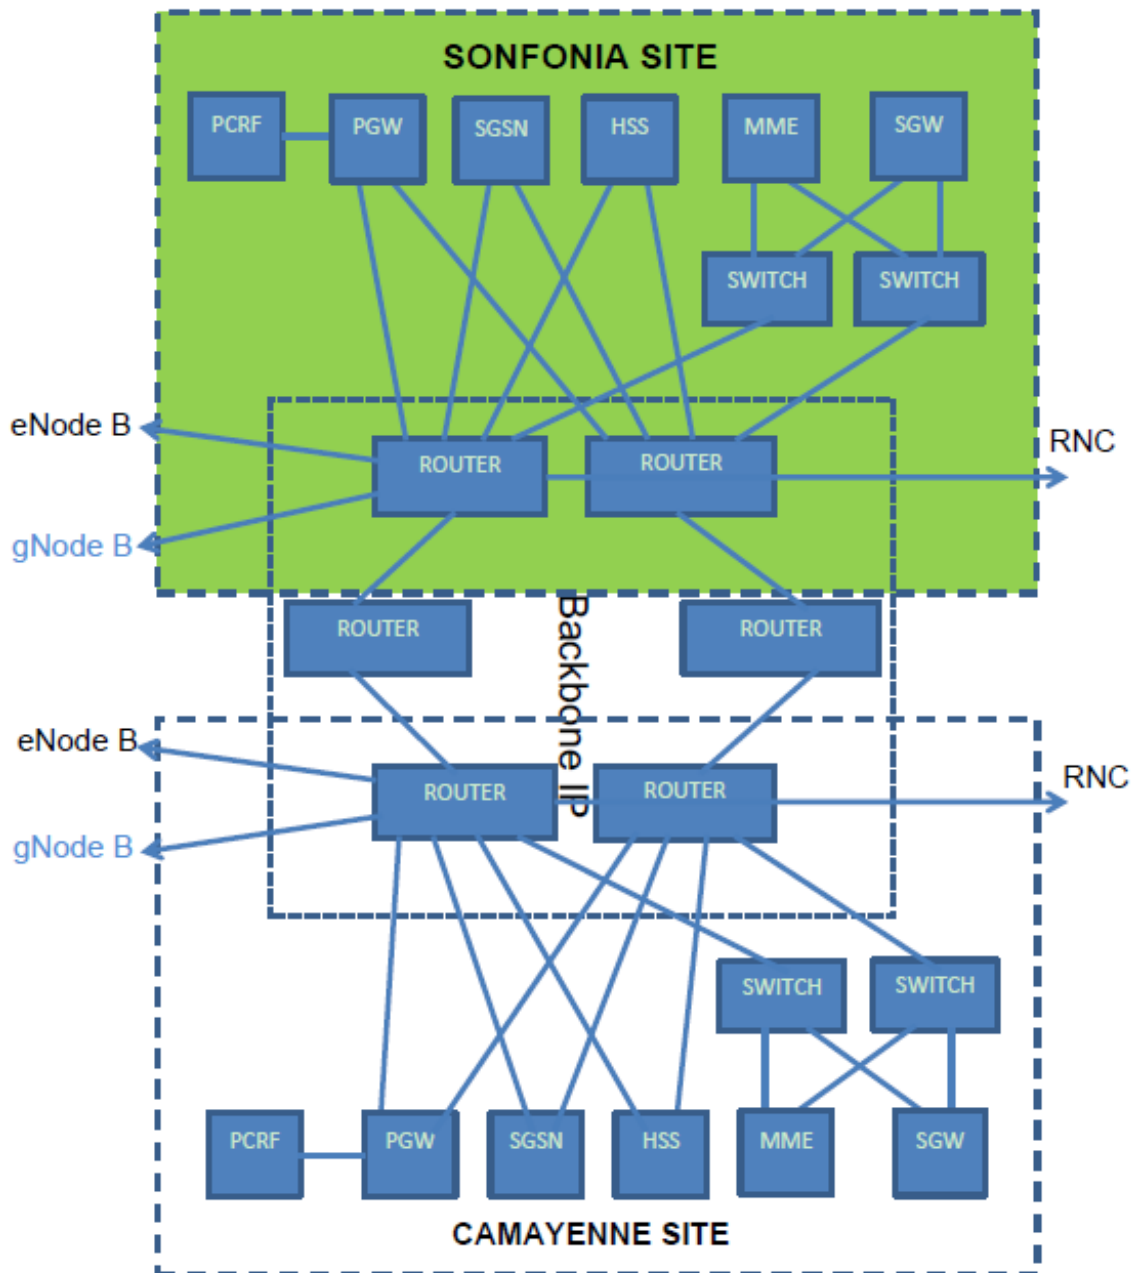 SONFONIA SITE
PCRF
PGW
SGSN
HSS
MME
SGW
SWITCH
SWITCH
eNode B
ROUTER
ROUTER
RNC
gNode B
ROUTER
Backbone IP
ROUTER
eNode B
ROUTER
ROUTER
RNC
gNode B
SWITCH
SWITCH
PCRF
PGW
SGSN
HSS
MME
SGW
CAMAYENNE SITE